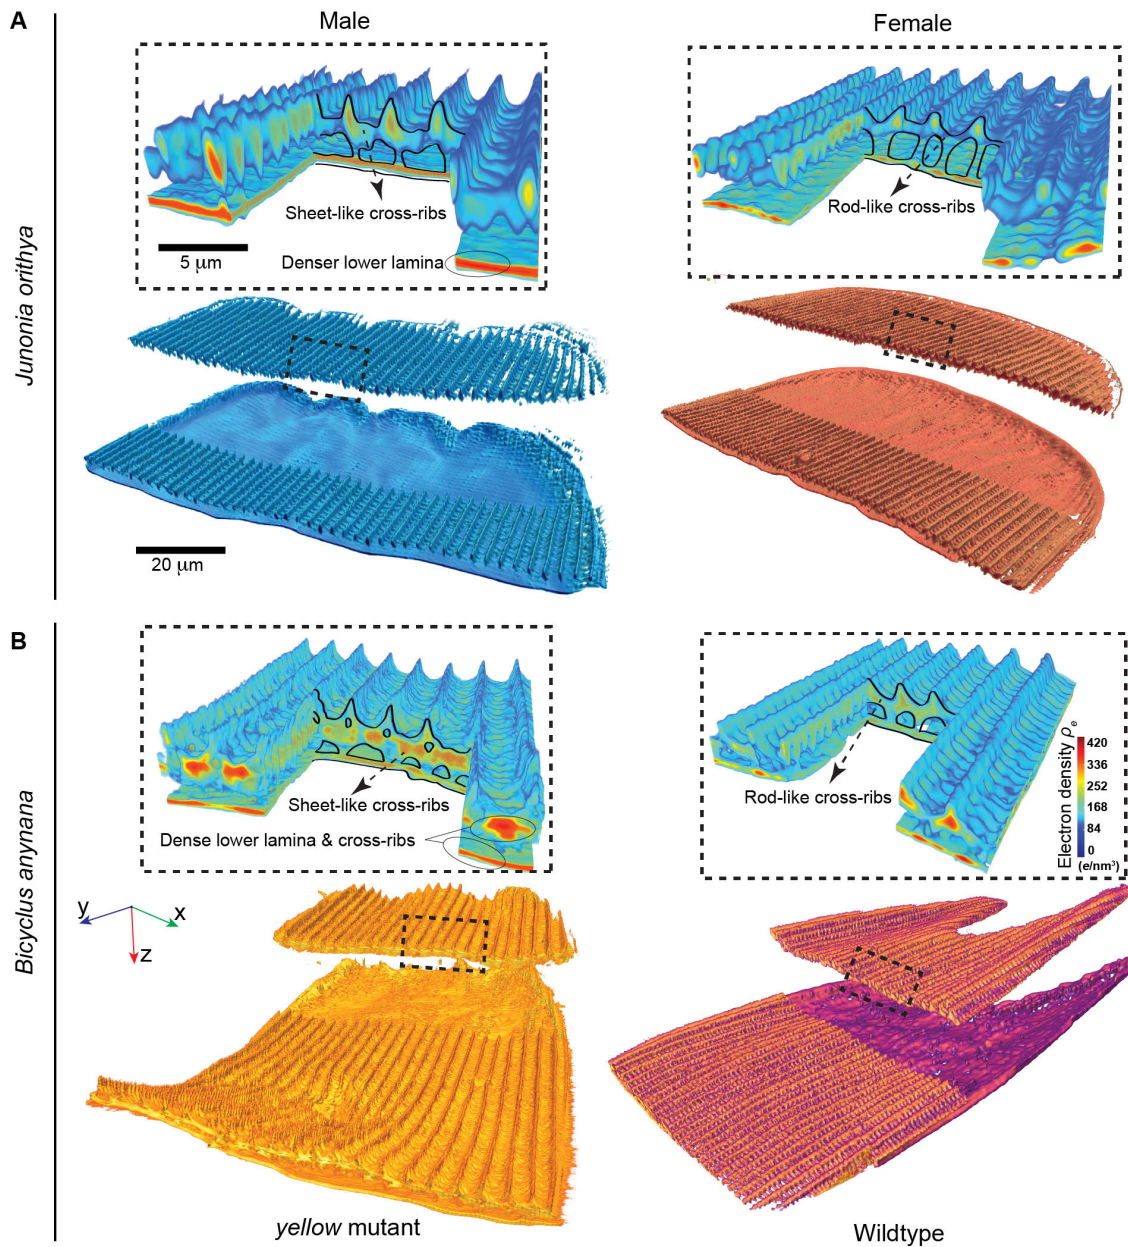 A
Male
Female
Junonia orithya
Sheet-like cross-ribs
Rod-like cross-ribs
5 μm
Denser lower lamina
20 μm
B
Bicyclus anynana
Sheet-like cross-ribs
Dense lower lamina & cross-ribs
Rod-like cross-ribs
Electron density ρe
420
336
252
168
84
0
(e/nm³)
y
x
z
yellow mutant
Wildtype